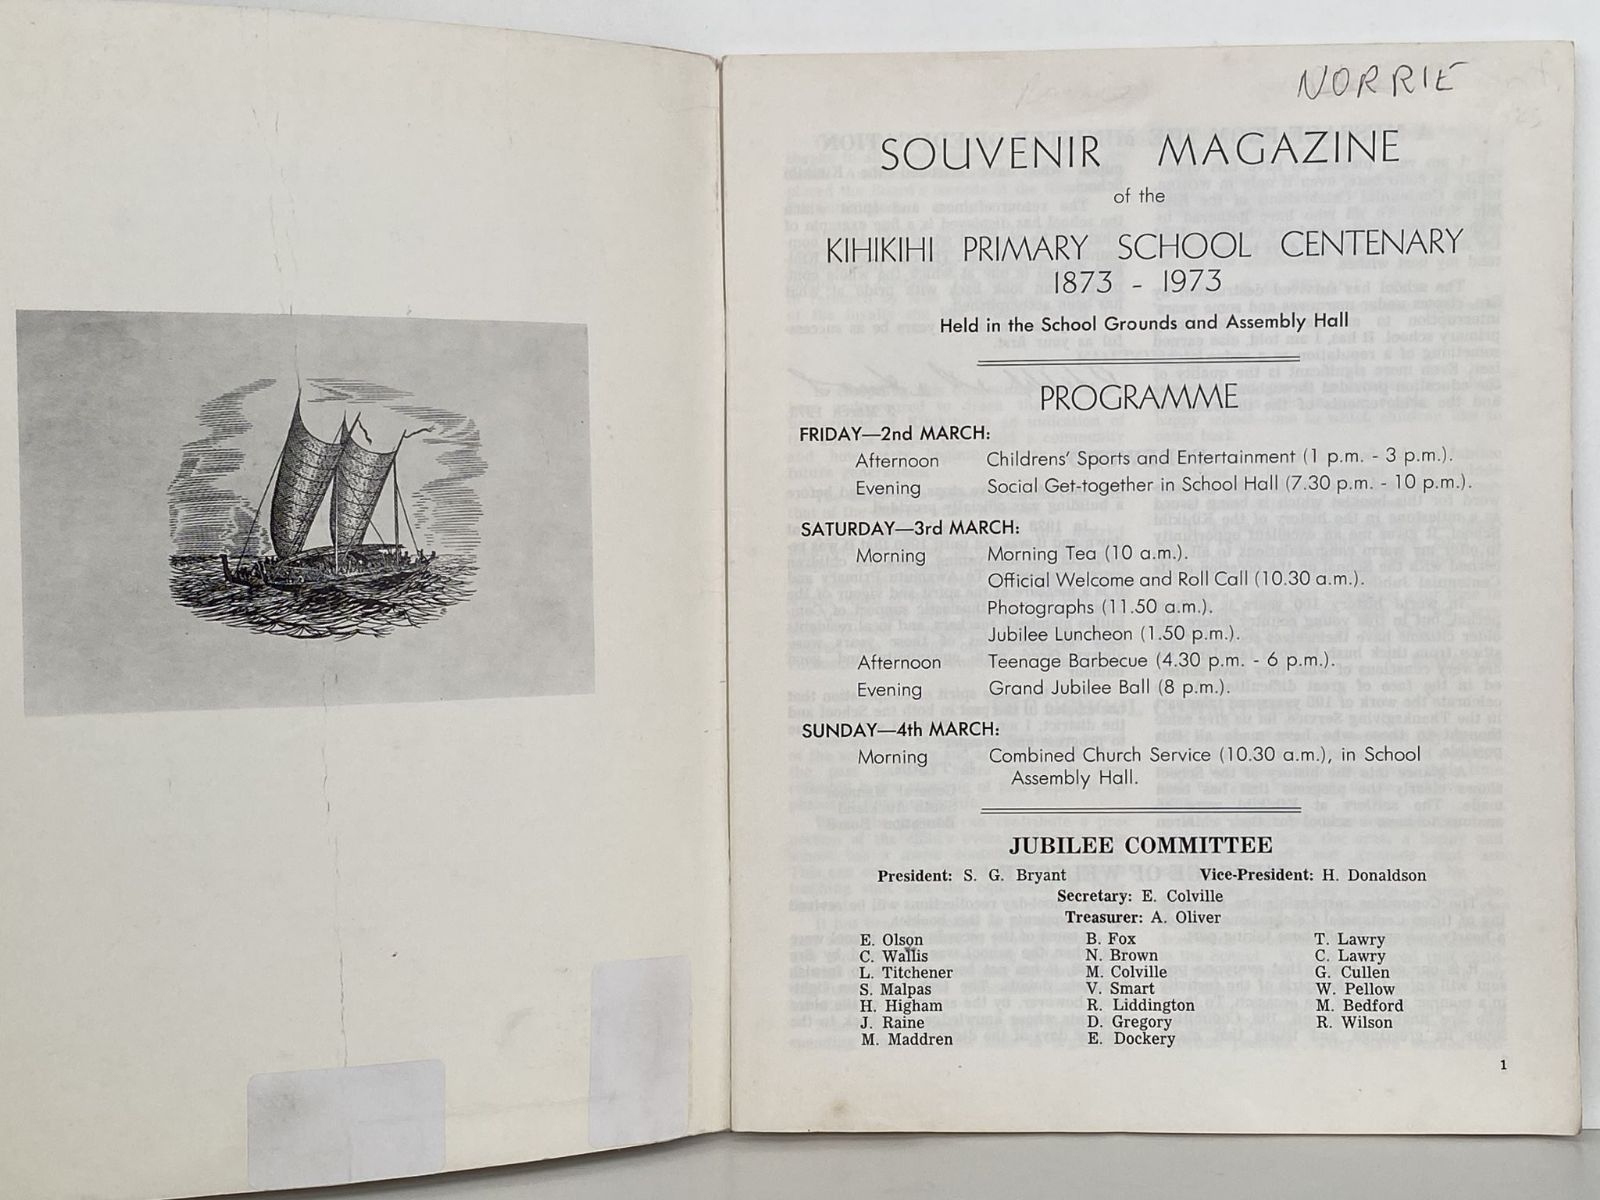 NORRIE
SOUVENIR MAGAZINE
of the
KIHIKIHI PRIMARY SCHOOL CENTENARY
1873 - 1973
Held in the School Grounds and Assembly Hall
PROGRAMME
FRIDAY—2nd MARCH:
Afternoon Childrens' Sports and Entertainment (1 p.m. - 3 p.m.).
Evening Social Get-together in School Hall (7.30 p.m. - 10 p.m.).
SATURDAY—3rd MARCH:
Morning Morning Tea (10 a.m.).
Official Welcome and Roll Call (10.30 a.m.).
Photographs (11.50 a.m.).
Jubilee Luncheon (1.50 p.m.).
Afternoon Teenage Barbecue (4.30 p.m. - 6 p.m.).
Evening Grand Jubilee Ball (8 p.m.).
SUNDAY—4th MARCH:
Morning Combined Church Service (10.30 a.m.), in School
Assembly Hall.
JUBILEE COMMITTEE
President: S. G. Bryant Vice-President: H. Donaldson
Secretary: E. Colville
Treasurer: A. Oliver
E. Olson B. Fox T. Lawry
C. Wallis N. Brown C. Lawry
L. Titchener M. Colville G. Cullen
S. Malpas V. Smart W. Pellow
H. Higham R. Liddington M. Bedford
J. Raine D. Gregory R. Wilson
M. Maddren E. Dockery
1